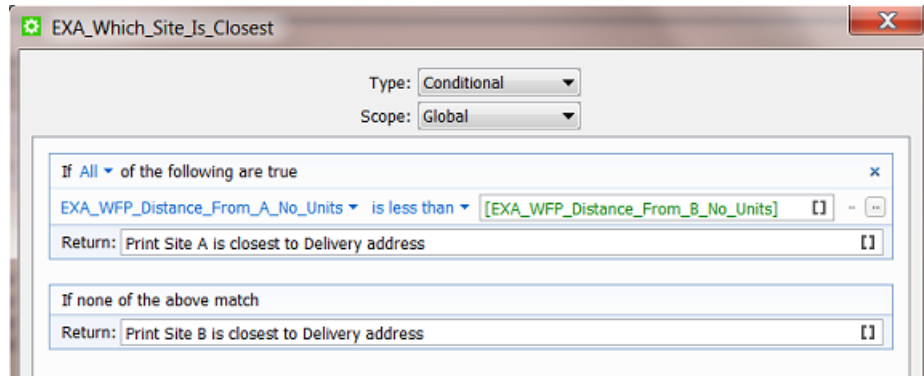 EXA_Which_Site_Is_Closest
Type: Conditional
Scope: Global
If All of the following are true
EXA_WFP_Distance_From_A_No_Units is less than [EXA_WFP_Distance_From_B_No_Units] [] - ...
Return: Print Site A is closest to Delivery address []
If none of the above match
Return: Print Site B is closest to Delivery address []